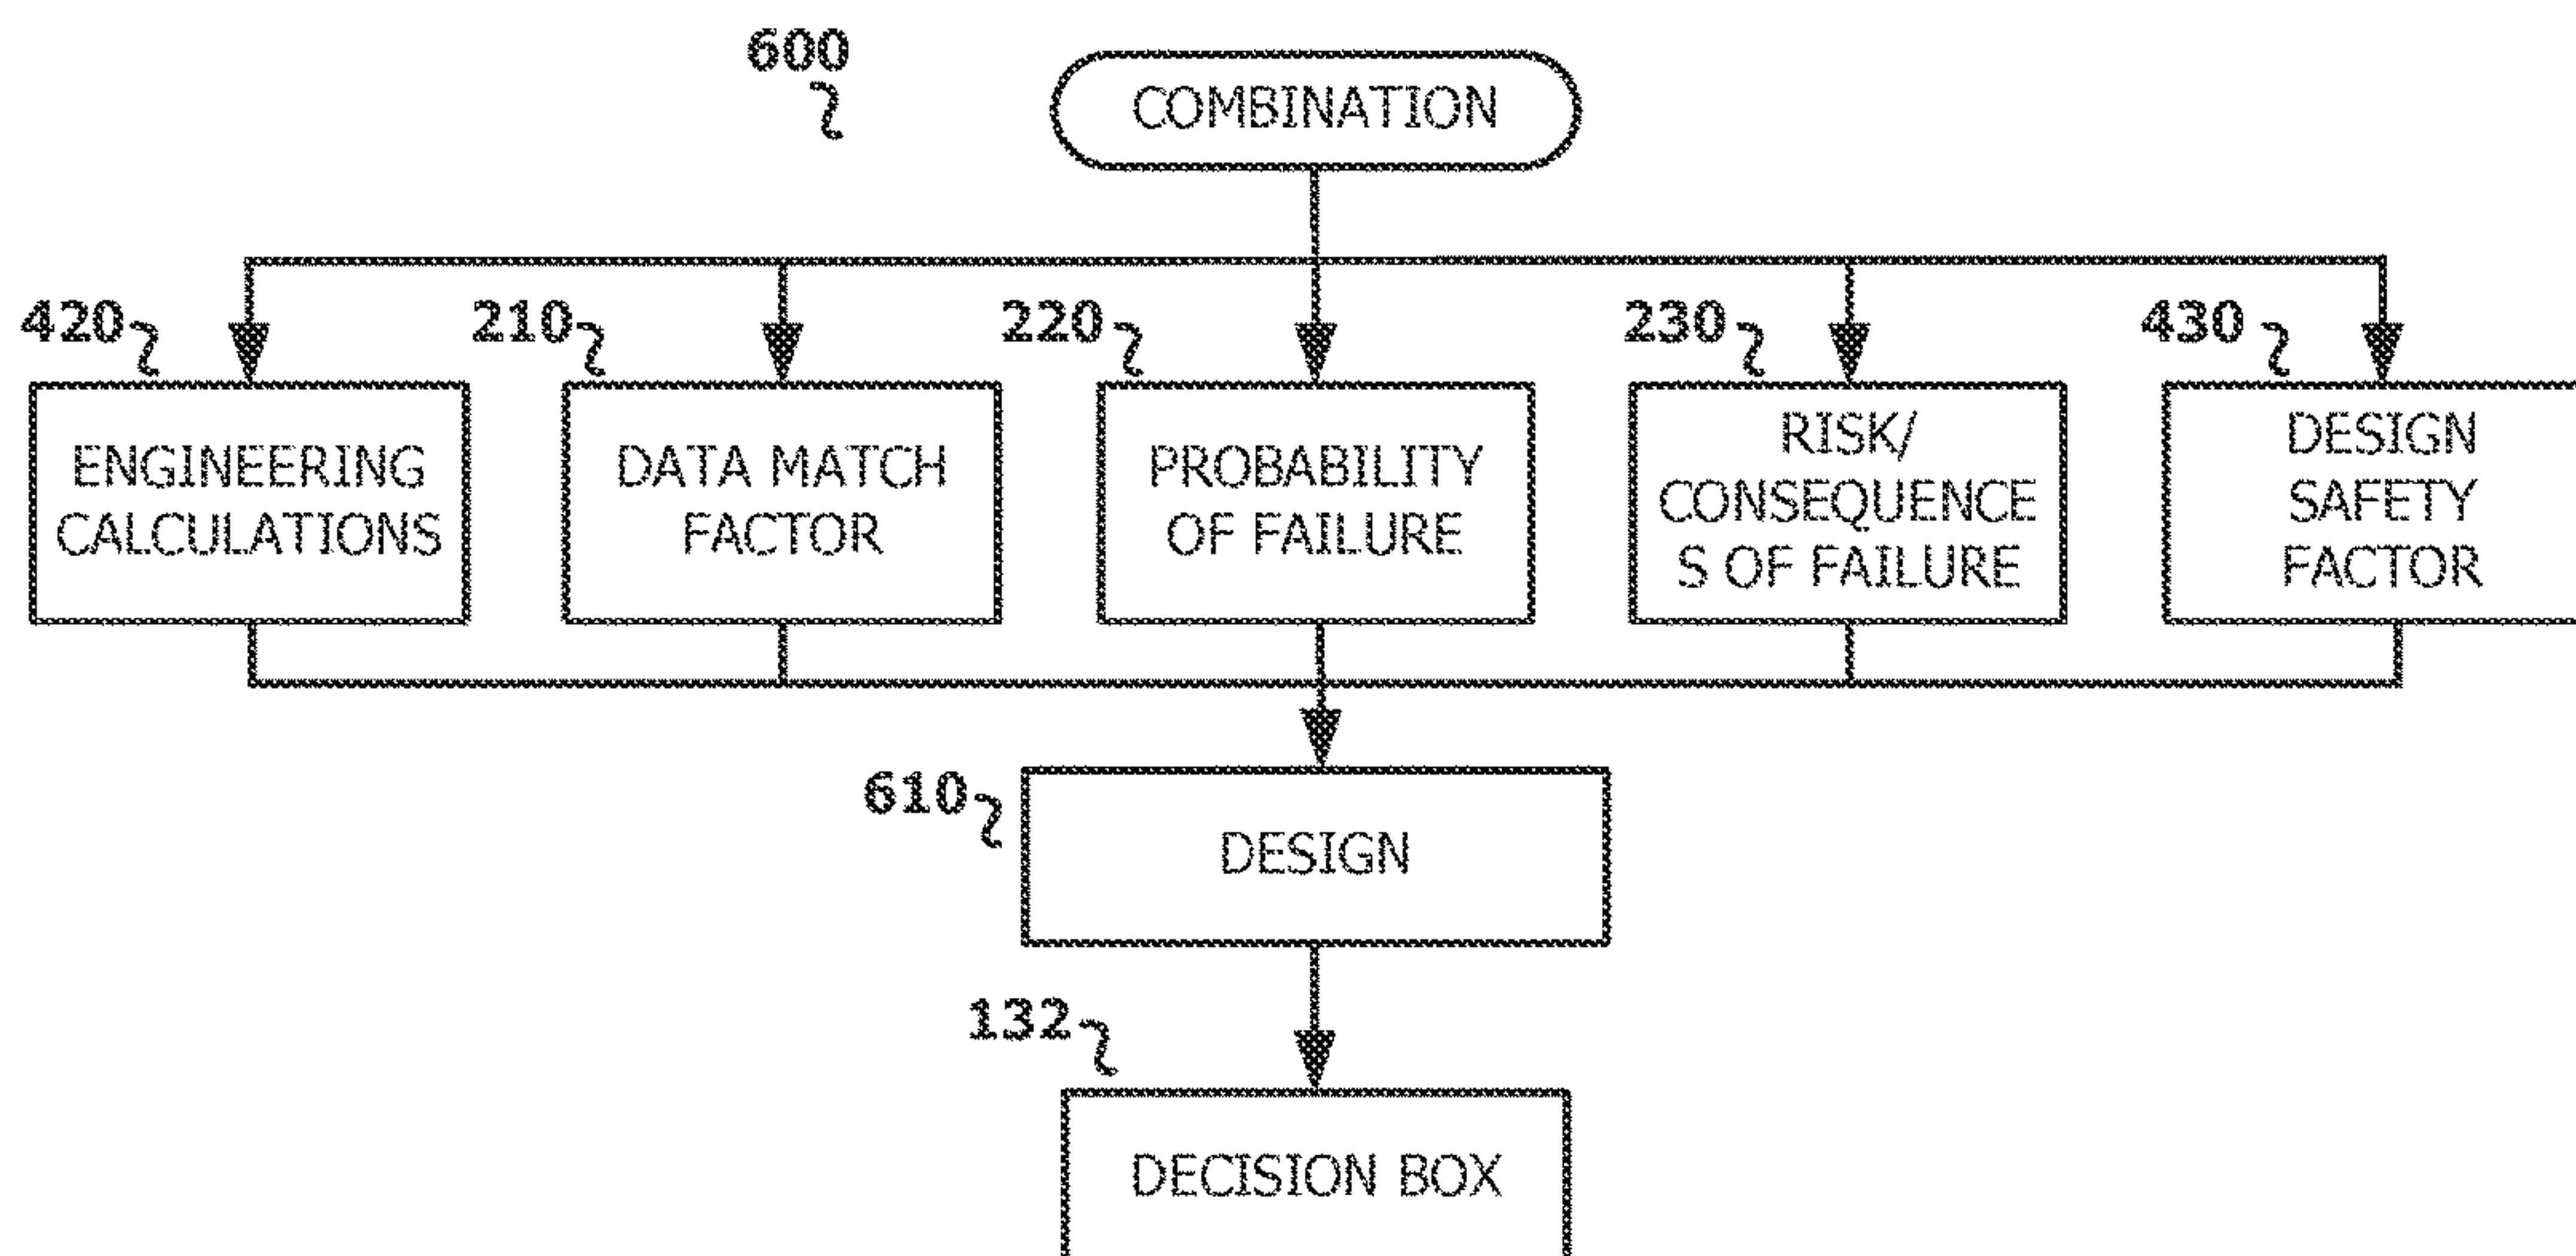 600
COMBINATION
420
210
220
230
430
ENGINEERING
CALCULATIONS
DATA MATCH
FACTOR
PROBABILITY
OF FAILURE
RISK/
CONSEQUENCE
S OF FAILURE
DESIGN
SAFETY
FACTOR
610
DESIGN
132
DECISION BOX